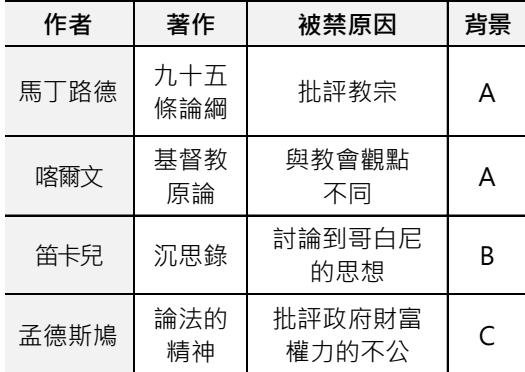 作者 著作 被禁原因 背景
馬丁路德 九十五條論綱 批評教宗 A
喀爾文 基督教原論 與教會觀點不同 A
笛卡兒 沉思錄 討論到哥白尼的思想 B
孟德斯鳩 論法的精神 批評政府財富權力的不公 C